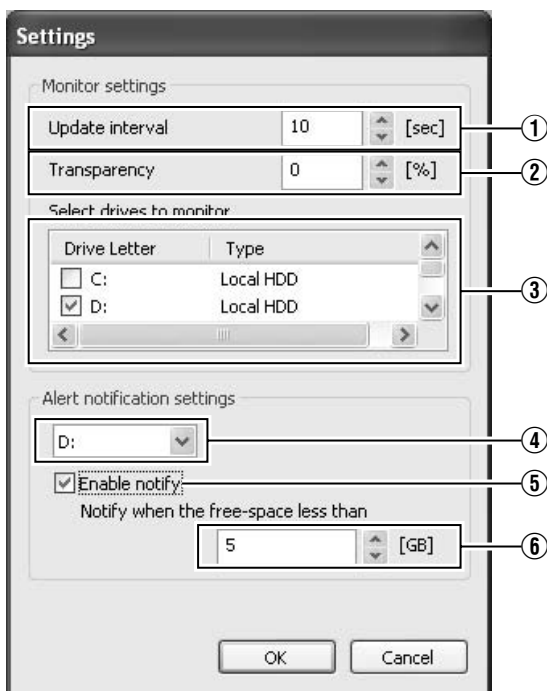 Settings
Monitor settings
Update interval 10 [sec] ①
Transparency 0 [%] ②
Select drives to monitor
Drive Letter Type
C: Local HDD
D: Local HDD
③
Alert notification settings
D: ④
Enable notify ⑤
Notify when the free-space less than
5 [GB] ⑥
OK Cancel